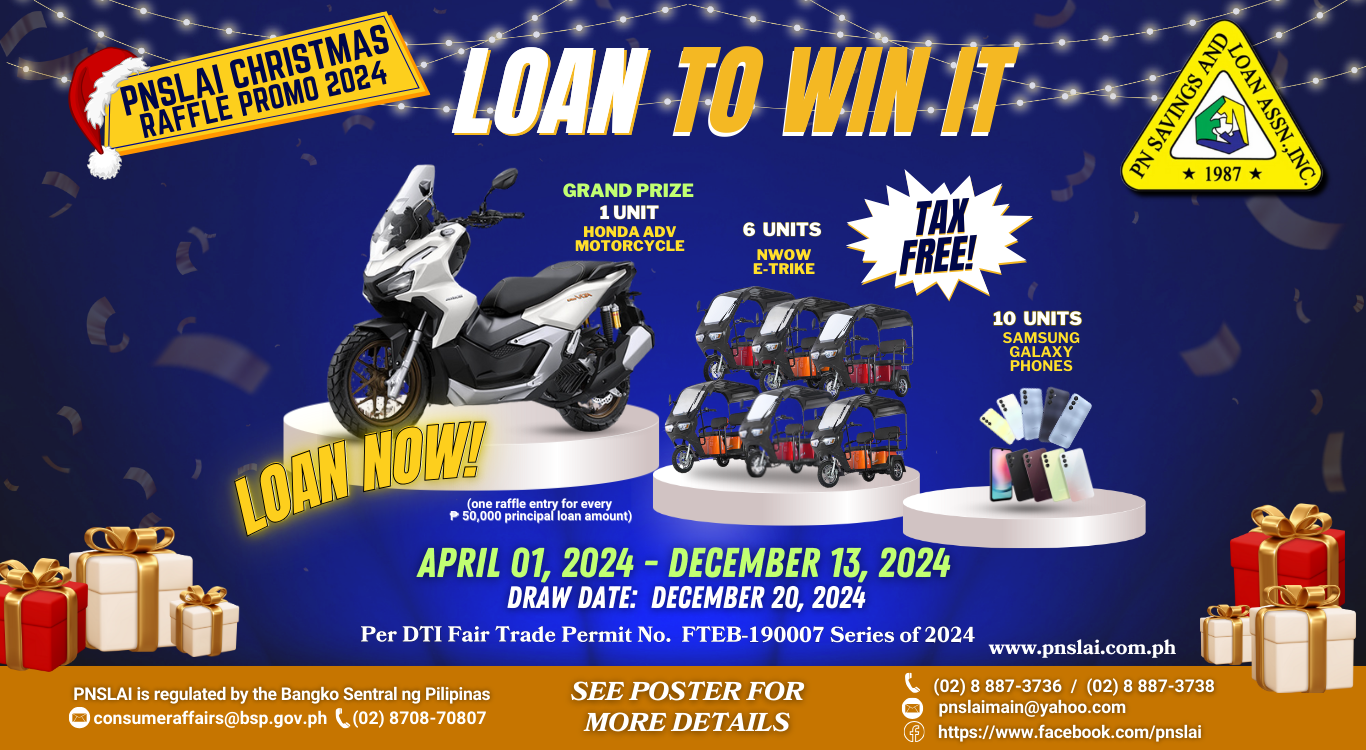 PNSLAI CHRISTMAS
RAFFLE PROMO 2024
LOAN TO WIN IT
PN SAVINGS AND LOAN ASSN., INC.
★ 1987 ★
GRAND PRIZE
1 UNIT
HONDA ADV
MOTORCYCLE
6 UNITS
NWOW
E-TRIKE
TAX
FREE!
10 UNITS
SAMSUNG
GALAXY
PHONES
LOAN NOW!
(one raffle entry for every
₱ 50,000 principal loan amount)
APRIL 01, 2024 - DECEMBER 13, 2024
DRAW DATE: DECEMBER 20, 2024
Per DTI Fair Trade Permit No. FTEB-190007 Series of 2024
www.pnslai.com.ph
PNSLAI is regulated by the Bangko Sentral ng Pilipinas
consumeraffairs@bsp.gov.ph (02) 8708-70807
SEE POSTER FOR
MORE DETAILS
(02) 8 887-3736 / (02) 8 887-3738
pnslaimain@yahoo.com
https://www.facebook.com/pnslai